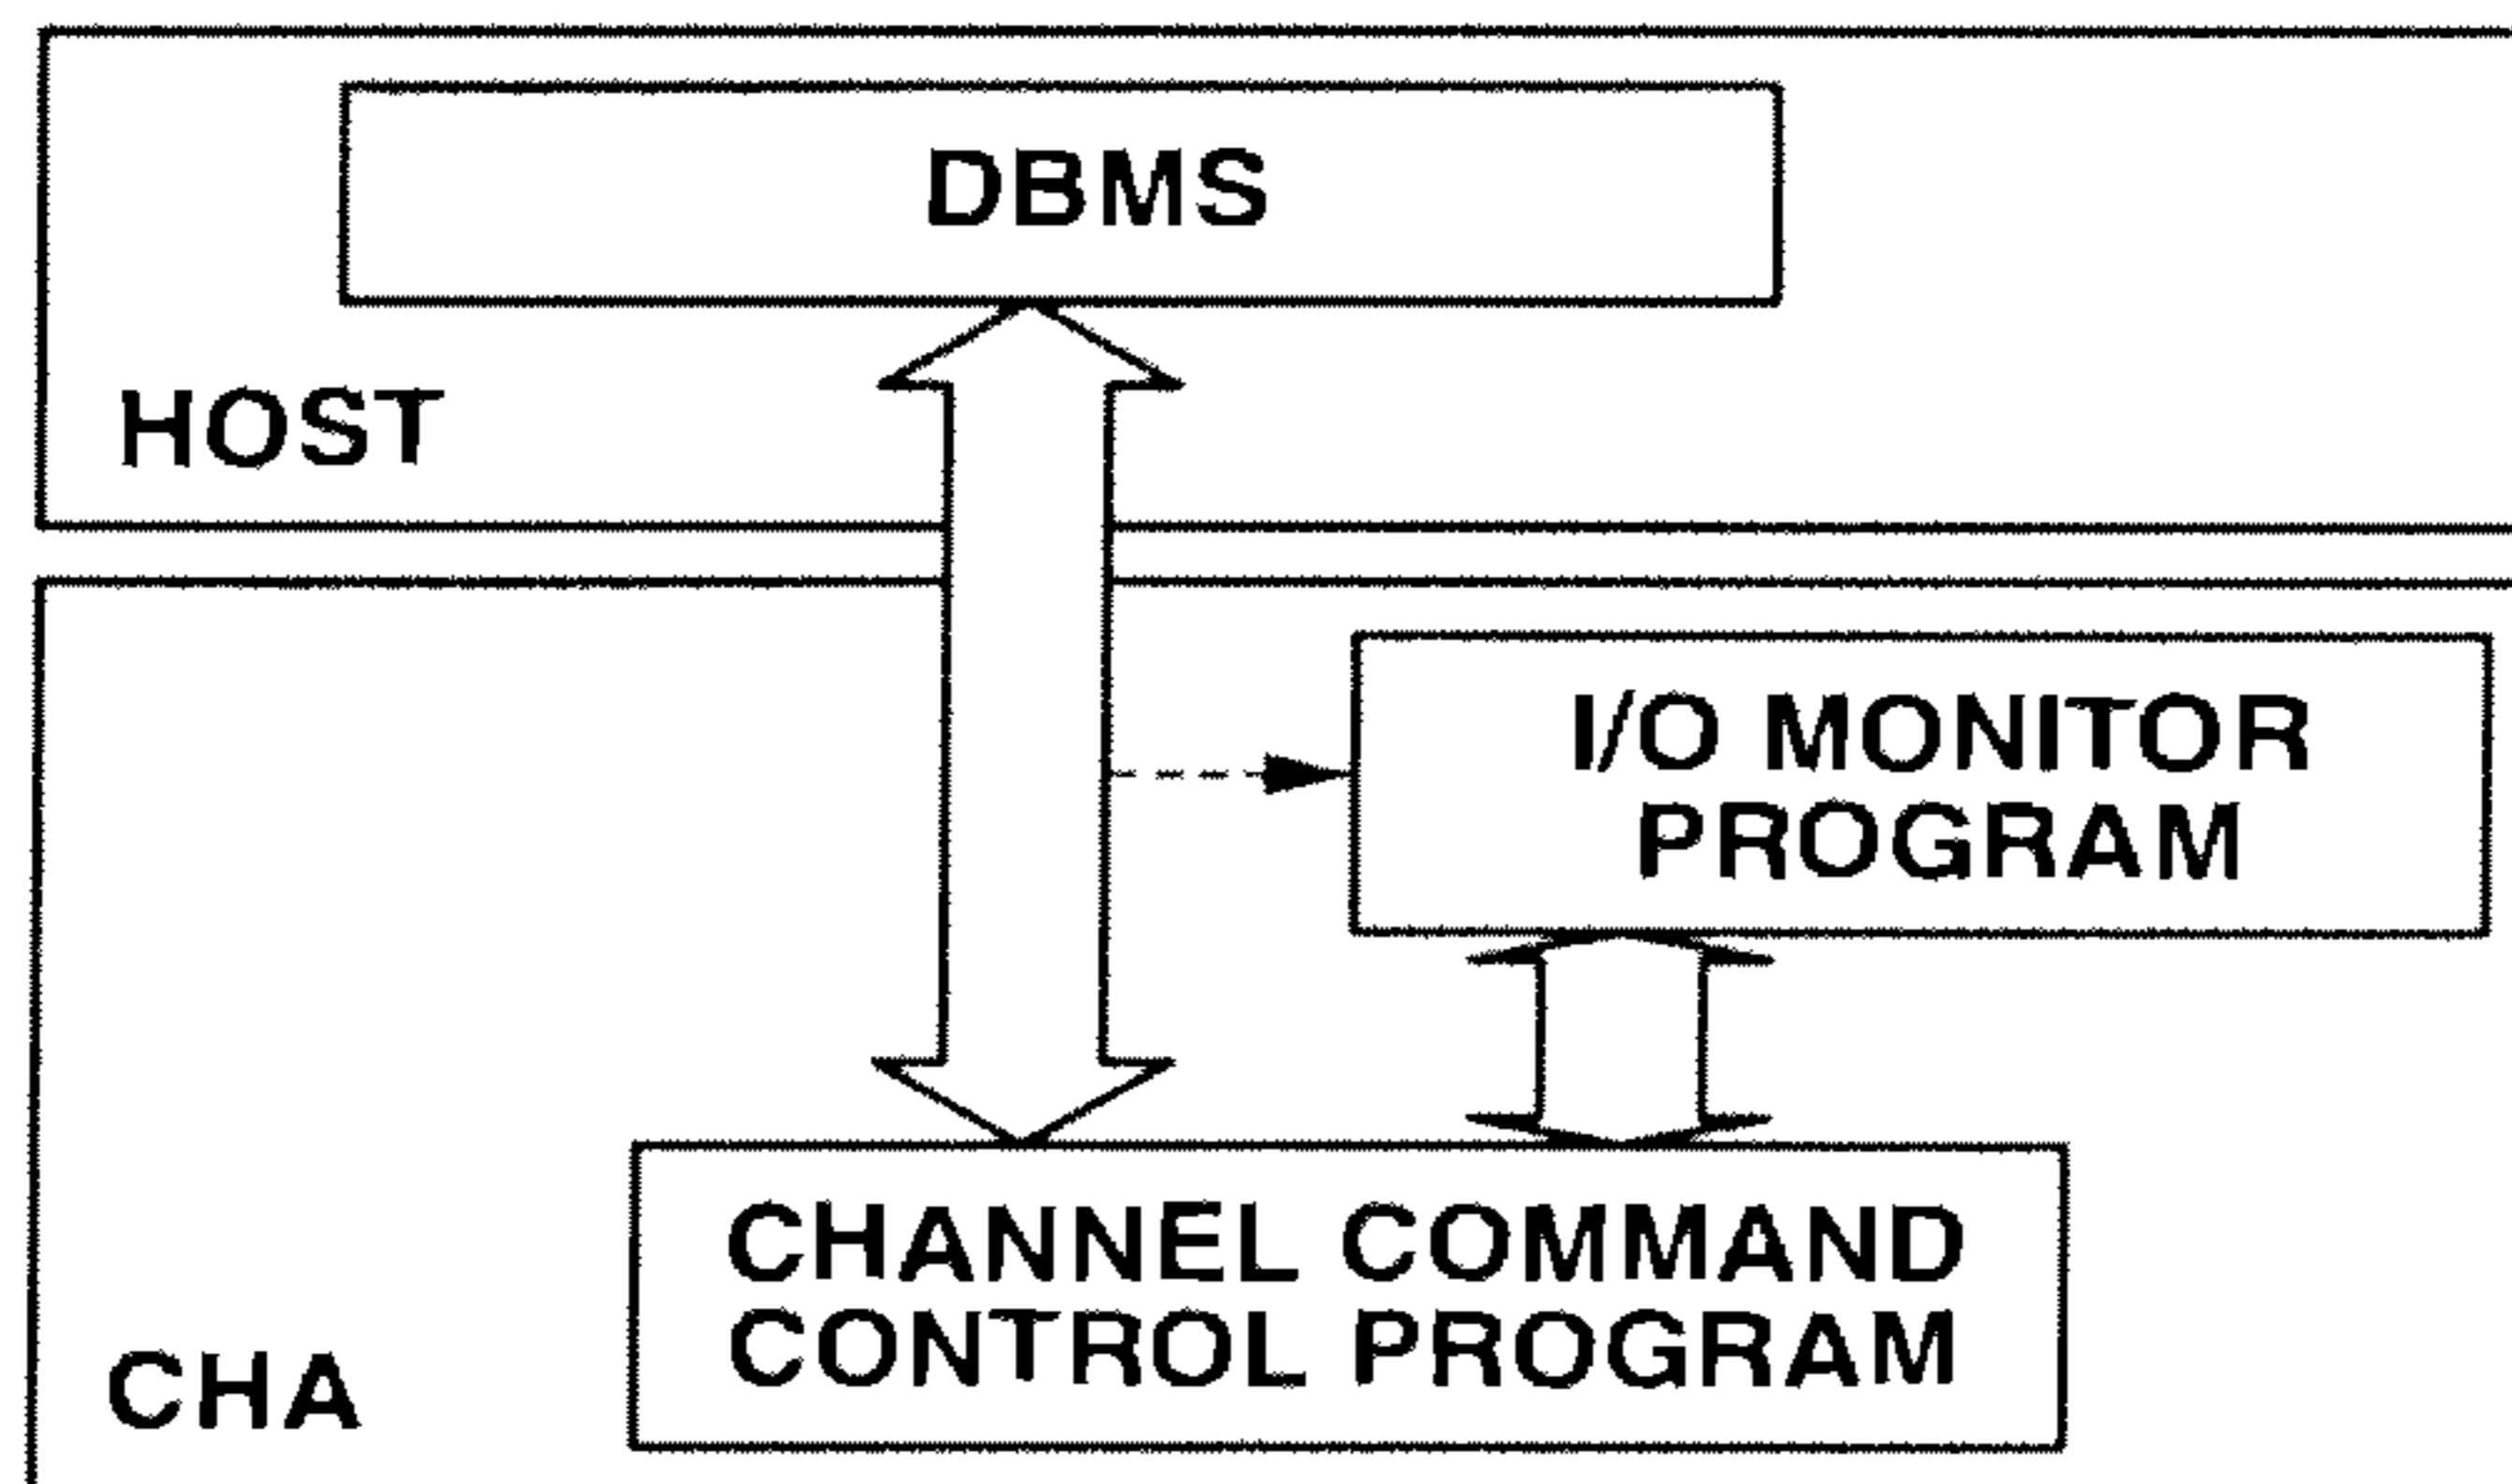 DBMS
HOST
I/O MONITOR
PROGRAM
CHANNEL COMMAND
CONTROL PROGRAM
CHA